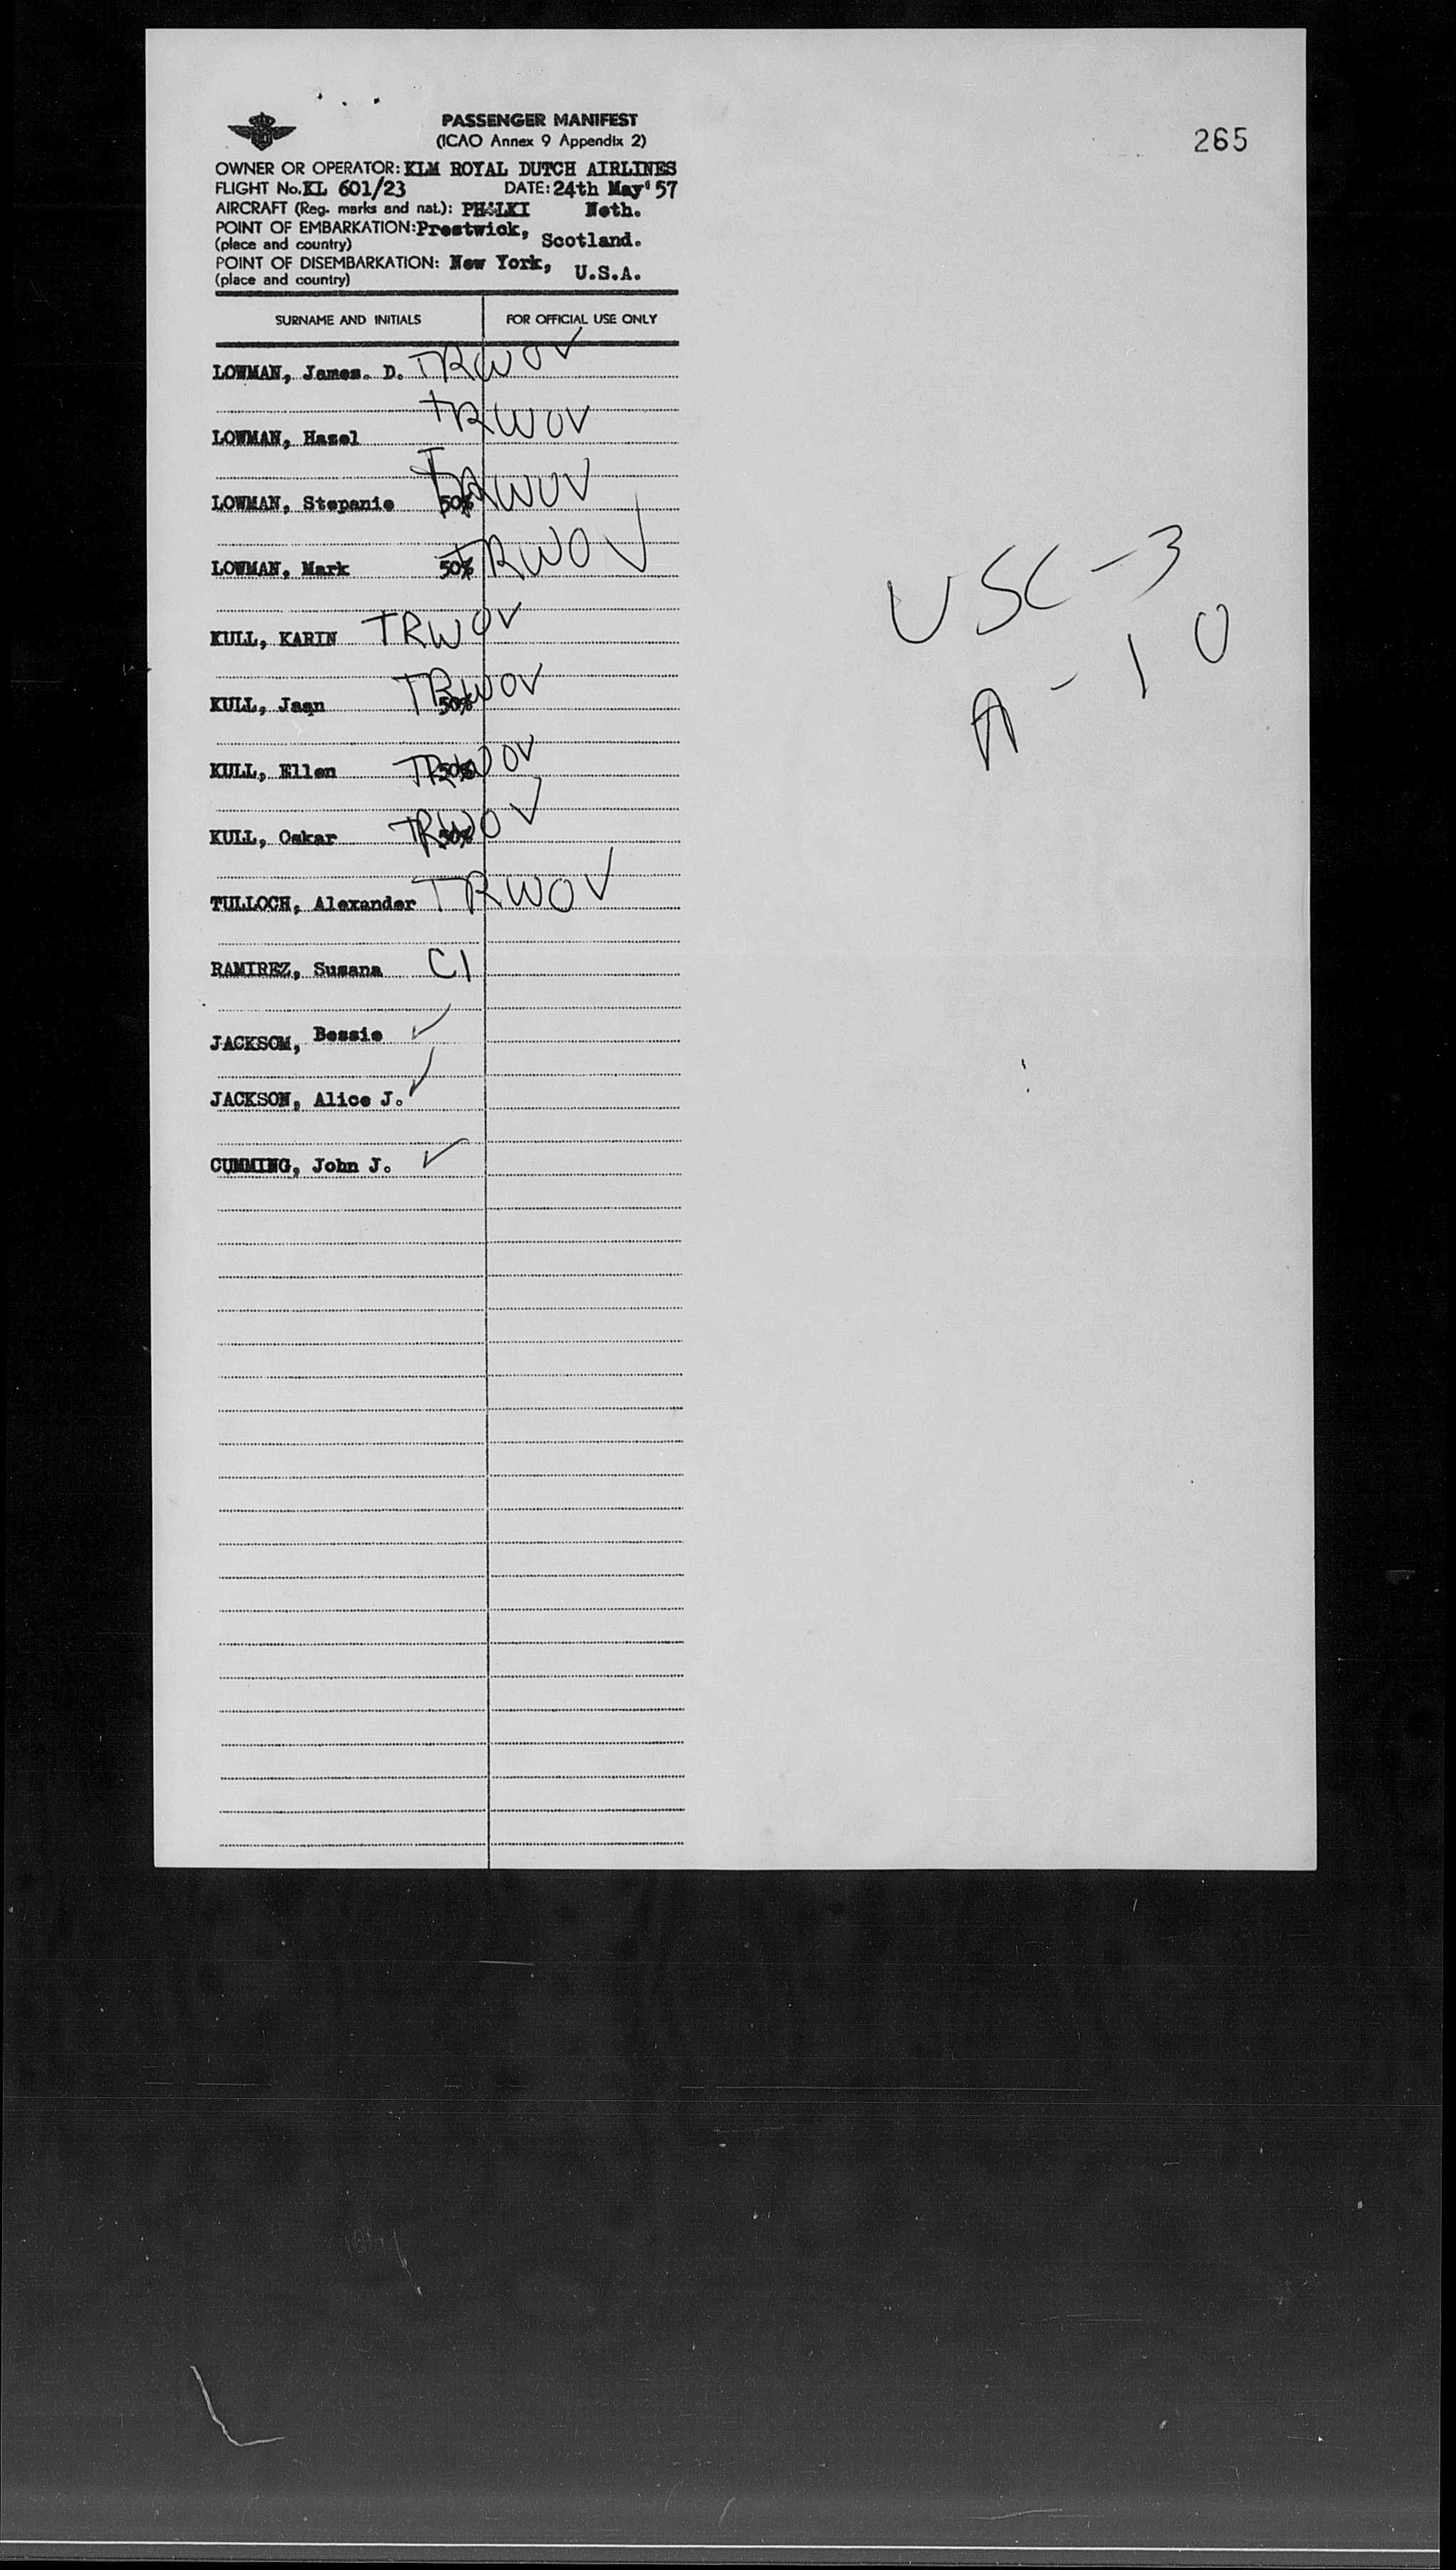 265
PASSENGER MANIFEST
(ICAO Annex 9 Appendix 2)
OWNER OR OPERATOR: KLM ROYAL DUTCH AIRLINES
FLIGHT No. KL 601/23 DATE: 24th May' 57
AIRCRAFT (Reg. marks and nat.): PH-LKI Neth.
POINT OF EMBARKATION: Prestwick, Scotland.
(place and country)
POINT OF DISEMBARKATION: New York, U.S.A.
(place and country)
SURNAME AND INITIALS FOR OFFICIAL USE ONLY
LOWMAN, James. D. TRWOV
LOWMAN, Hazel TRWOV
LOWMAN, Stepanie 50% TRWOV
LOWMAN, Mark 50% TRWOV
KULL, KARIN TRWOV
KULL, Jaan 50% TRWOV
KULL, Ellen 50% TRWOV
KULL, Oskar 50% TRWOV
TULLOCH, Alexander TRWOV
RAMIREZ, Susana C1
JACKSOM, Bessie ✓
JACKSON, Alice J. ✓
CUMMING, John J. ✓
USC-3
A-10